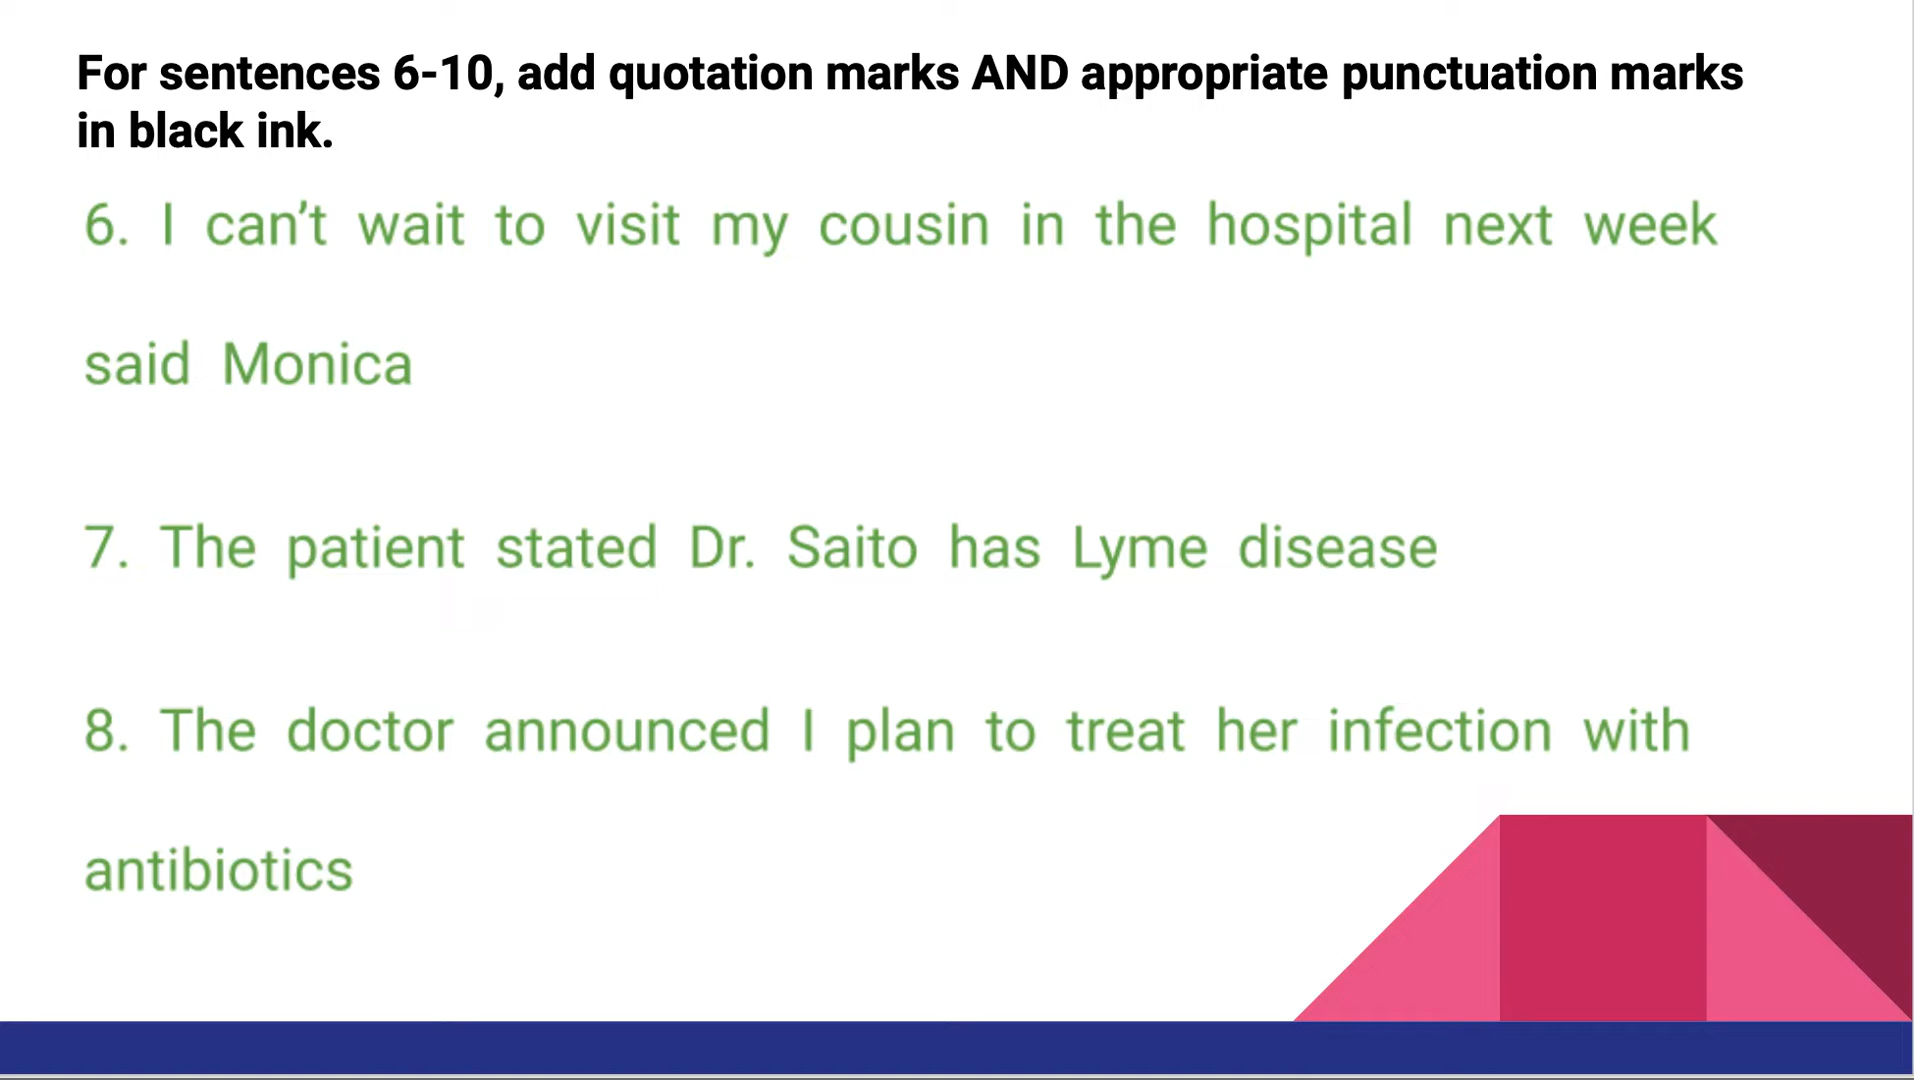 For sentences 6-10, add quotation marks AND appropriate punctuation marks
in black ink.
6. I can’t wait to visit my cousin in the hospital next week
said Monica
7. The patient stated Dr. Saito has Lyme disease
8. The doctor announced I plan to treat her infection with
antibiotics